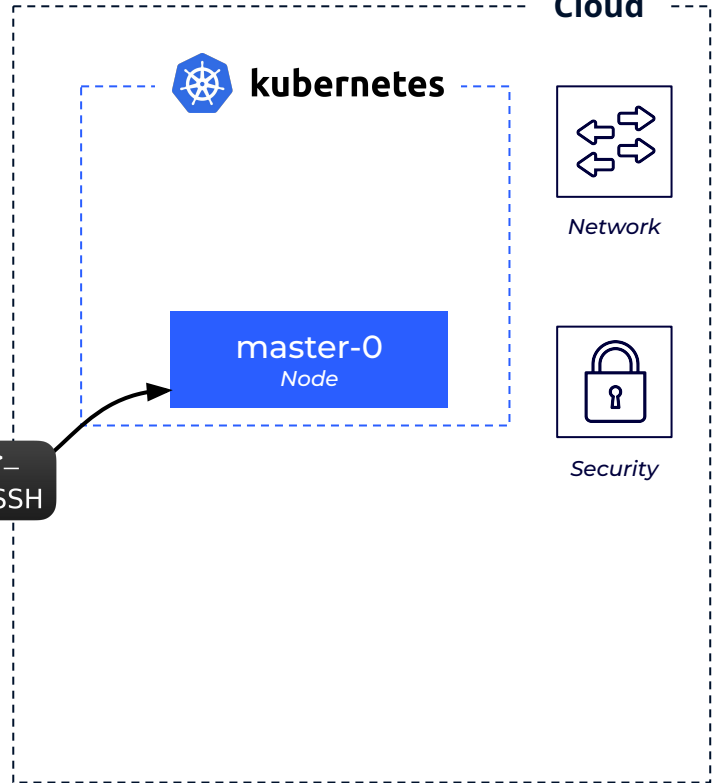 Cloud
kubernetes
Network
master-0
Node
Security
>_
SSH